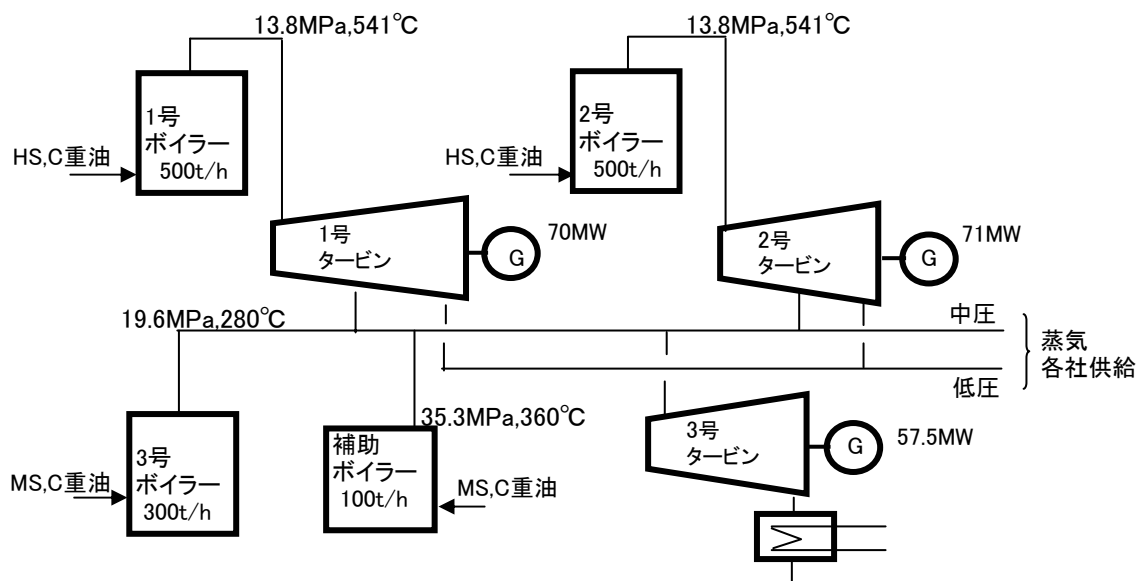 13.8MPa,541℃
13.8MPa,541℃
1号
ボイラー
500t/h
2号
ボイラー
500t/h
HS,C重油
HS,C重油
1号
タービン
G
70MW
2号
タービン
G
71MW
19.6MPa,280℃
中圧
低圧
蒸気
各社供給
35.3MPa,360℃
3号
ボイラー
300t/h
MS,C重油
補助
ボイラー
100t/h
MS,C重油
3号
タービン
G
57.5MW